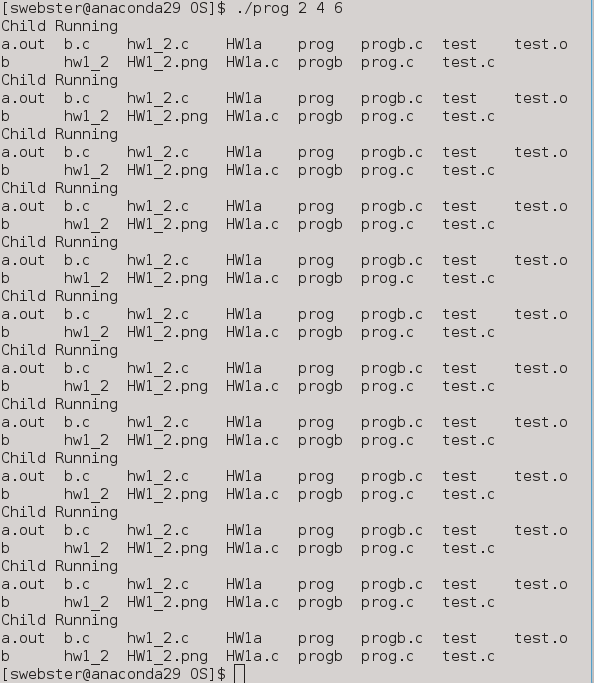 [swebster@anaconda29 OS]$ ./prog 2 4 6
Child Running
a.out  b.c    hw1_2.c    HW1a    prog   progb.c  test    test.o
b      hw1_2  HW1_2.png  HW1a.c  progb  prog.c   test.c
Child Running
a.out  b.c    hw1_2.c    HW1a    prog   progb.c  test    test.o
b      hw1_2  HW1_2.png  HW1a.c  progb  prog.c   test.c
Child Running
a.out  b.c    hw1_2.c    HW1a    prog   progb.c  test    test.o
b      hw1_2  HW1_2.png  HW1a.c  progb  prog.c   test.c
Child Running
a.out  b.c    hw1_2.c    HW1a    prog   progb.c  test    test.o
b      hw1_2  HW1_2.png  HW1a.c  progb  prog.c   test.c
Child Running
a.out  b.c    hw1_2.c    HW1a    prog   progb.c  test    test.o
b      hw1_2  HW1_2.png  HW1a.c  progb  prog.c   test.c
Child Running
a.out  b.c    hw1_2.c    HW1a    prog   progb.c  test    test.o
b      hw1_2  HW1_2.png  HW1a.c  progb  prog.c   test.c
Child Running
a.out  b.c    hw1_2.c    HW1a    prog   progb.c  test    test.o
b      hw1_2  HW1_2.png  HW1a.c  progb  prog.c   test.c
Child Running
a.out  b.c    hw1_2.c    HW1a    prog   progb.c  test    test.o
b      hw1_2  HW1_2.png  HW1a.c  progb  prog.c   test.c
Child Running
a.out  b.c    hw1_2.c    HW1a    prog   progb.c  test    test.o
b      hw1_2  HW1_2.png  HW1a.c  progb  prog.c   test.c
Child Running
a.out  b.c    hw1_2.c    HW1a    prog   progb.c  test    test.o
b      hw1_2  HW1_2.png  HW1a.c  progb  prog.c   test.c
Child Running
a.out  b.c    hw1_2.c    HW1a    prog   progb.c  test    test.o
b      hw1_2  HW1_2.png  HW1a.c  progb  prog.c   test.c
Child Running
a.out  b.c    hw1_2.c    HW1a    prog   progb.c  test    test.o
b      hw1_2  HW1_2.png  HW1a.c  progb  prog.c   test.c
[swebster@anaconda29 OS]$